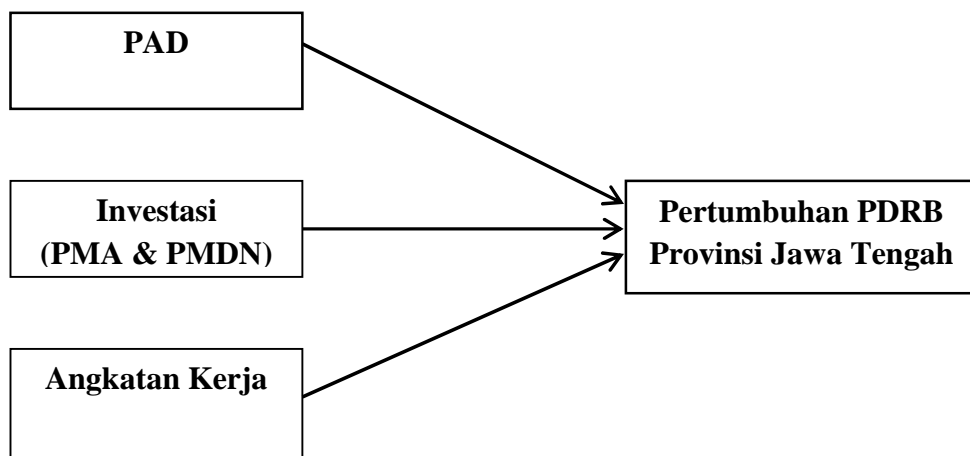 PAD
Investasi
(PMA & PMDN)
Angkatan Kerja
Pertumbuhan PDRB
Provinsi Jawa Tengah